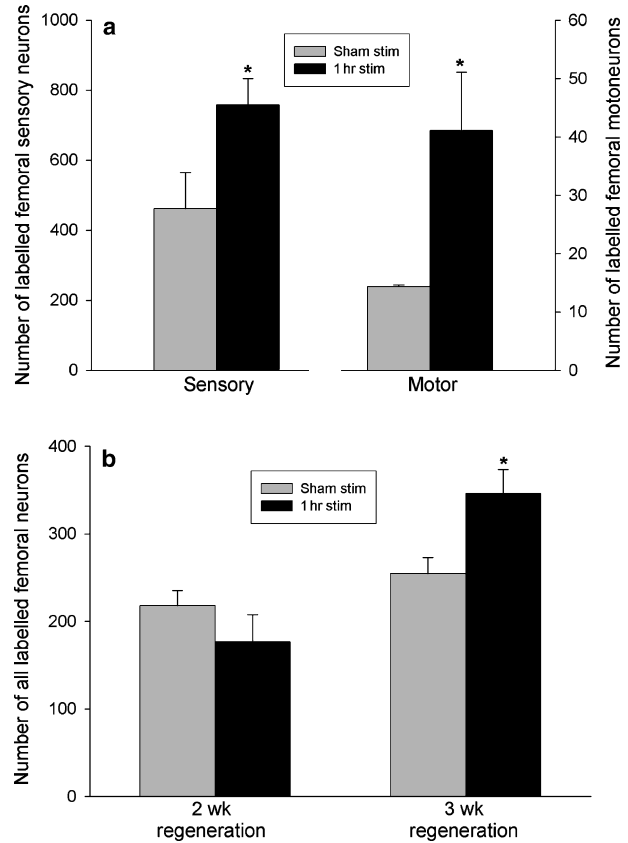 a
Number of labelled femoral sensory neurons
1000
800
600
400
200
0
Sham stim
1 hr stim
*
*
60
50
40
30
20
10
0
Number of labelled femoral motoneurons
Sensory
Motor
b
Number of all labelled femoral neurons
400
300
200
100
0
Sham stim
1 hr stim
*
2 wk
regeneration
3 wk
regeneration